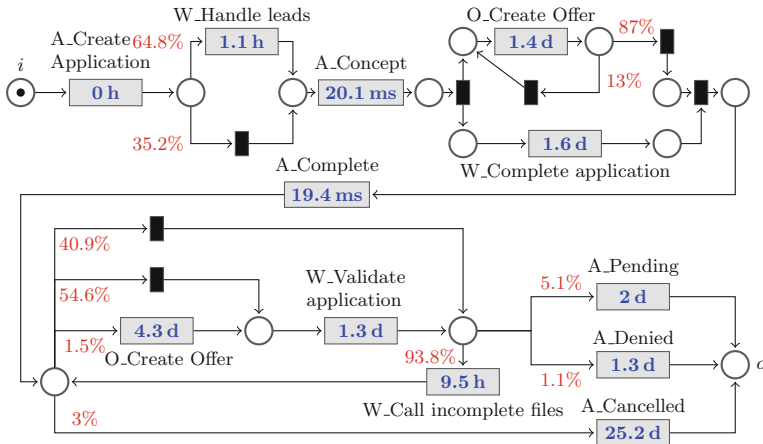 W_Handle leads
O_Create Offer
A_Create
Application
64.8%
1.1 h
1.4 d
87%
i
A_Concept
0 h
20.1 ms
13%
35.2%
1.6 d
A_Complete
W_Complete application
19.4 ms
40.9%
W_Validate
application
A_Pending
54.6%
5.1%
2 d
4.3 d
1.3 d
A_Denied
1.5%
O_Create Offer
93.8%
1.3 d
o
9.5 h
1.1%
W_Call incomplete files
A_Cancelled
3%
25.2 d